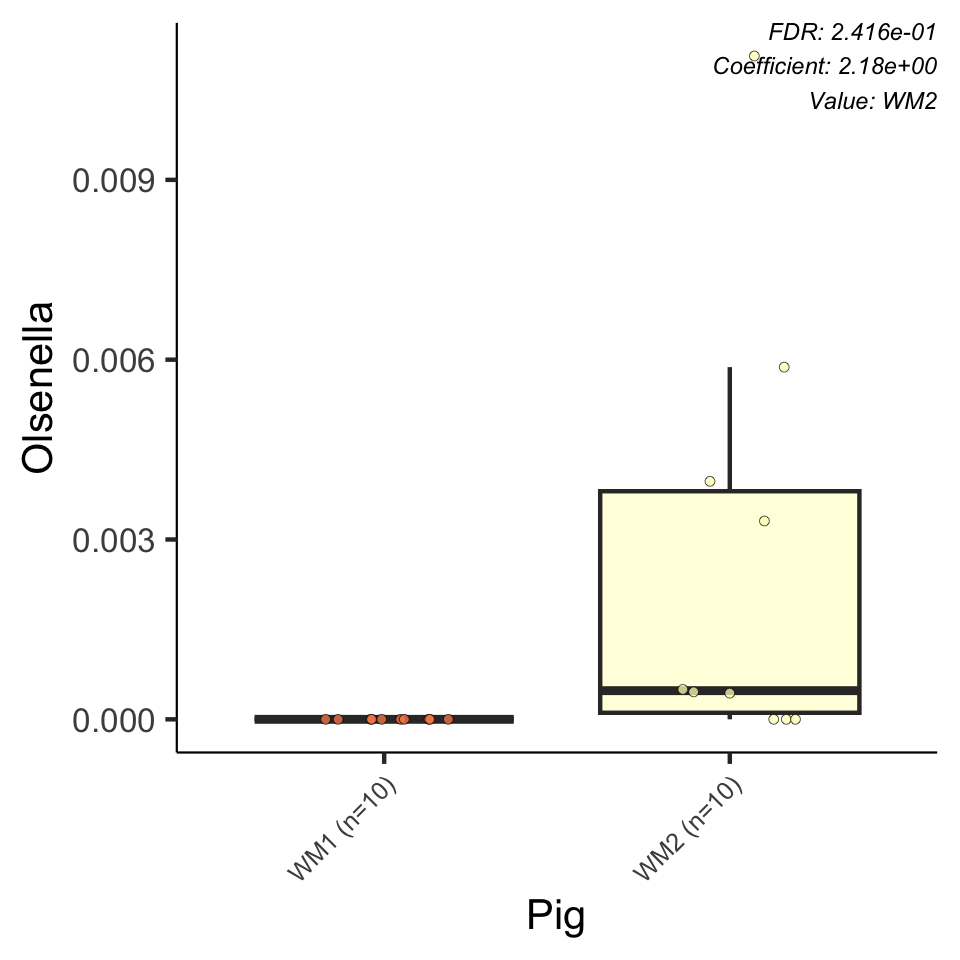 FDR: 2.416e-01
Coefficient: 2.18e+00
Value: WM2
0.009
0.006
0.003
0.000
Olsenella
WM1 (n=10)
WM2 (n=10)
Pig